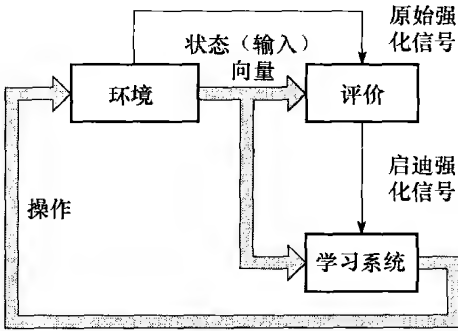 原始强
化信号
状态（输入）
向量
环境
评价
启迪强
化信号
操作
学习系统